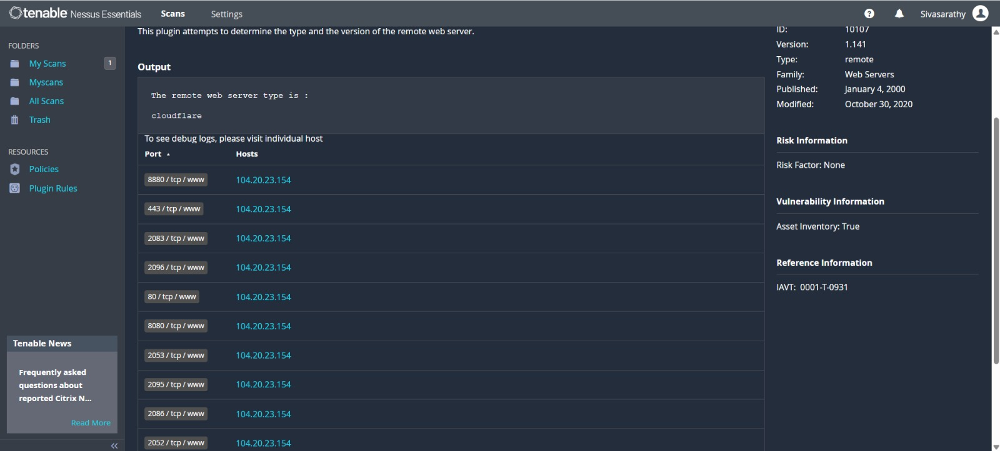 tenable Nessus Essentials Scans Settings ? Sivasarathy
FOLDERS
My Scans 1
Myscans
All Scans
Trash
RESOURCES
Policies
Plugin Rules
Tenable News
Frequently asked
questions about
reported Citrix N...
Read More
This plugin attempts to determine the type and the version of the remote web server.
Output
The remote web server type is :
cloudflare
To see debug logs, please visit individual host
Port Hosts
8880 / tcp / www 104.20.23.154
443 / tcp / www 104.20.23.154
2083 / tcp / www 104.20.23.154
2096 / tcp / www 104.20.23.154
80 / tcp / www 104.20.23.154
8080 / tcp / www 104.20.23.154
2053 / tcp / www 104.20.23.154
2095 / tcp / www 104.20.23.154
2086 / tcp / www 104.20.23.154
2052 / tcp / www 104.20.23.154
ID: 10107
Version: 1.141
Type: remote
Family: Web Servers
Published: January 4, 2000
Modified: October 30, 2020
Risk Information
Risk Factor: None
Vulnerability Information
Asset Inventory: True
Reference Information
IAVT: 0001-T-0931